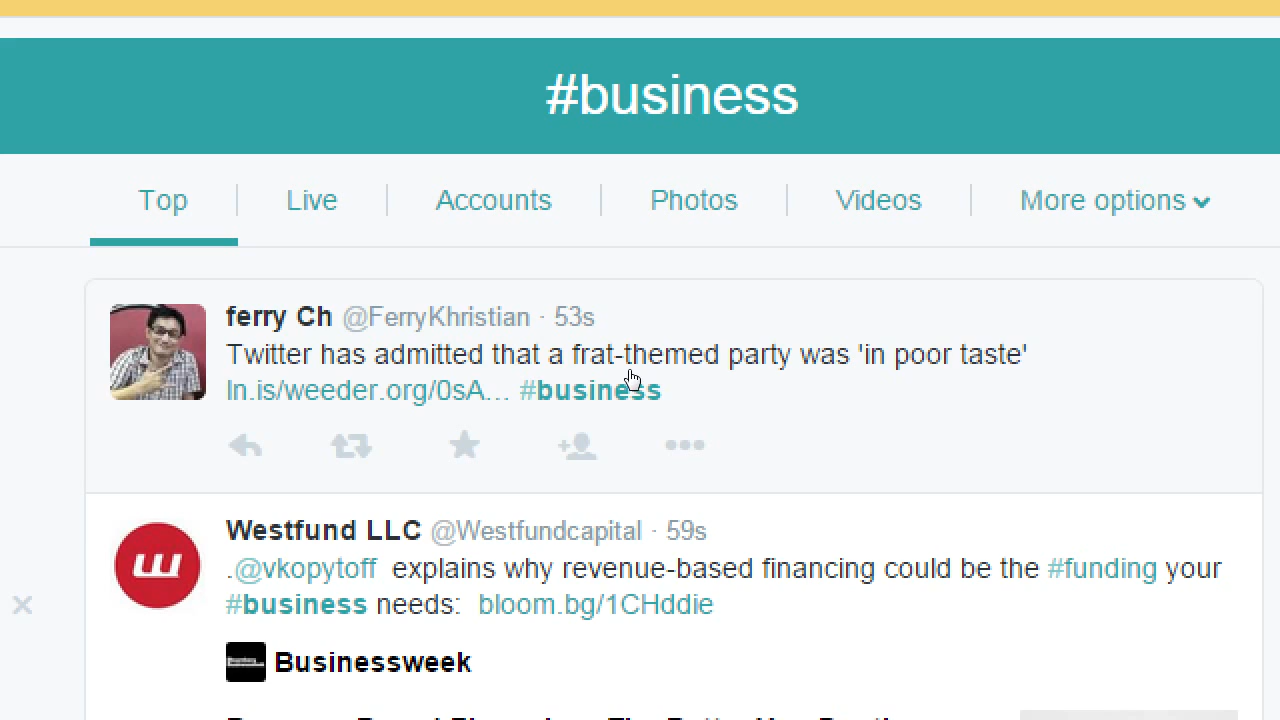 #business
Top Live Accounts Photos Videos More options
ferry Ch @FerryKhristian · 53s
Twitter has admitted that a frat-themed party was 'in poor taste'
ln.is/weeder.org/0sA... #business
Westfund LLC @Westfundcapital · 59s
.@vkopytoff explains why revenue-based financing could be the #funding your
#business needs: bloom.bg/1CHddie
Businessweek